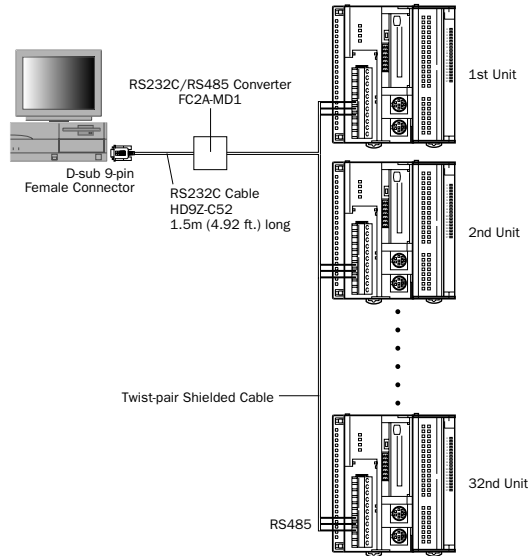 1st Unit
RS232C/RS485 Converter
FC2A-MD1
D-sub 9-pin
Female Connector
RS232C Cable
HD9Z-C52
1.5m (4.92 ft.) long
2nd Unit
Twist-pair Shielded Cable
32nd Unit
RS485